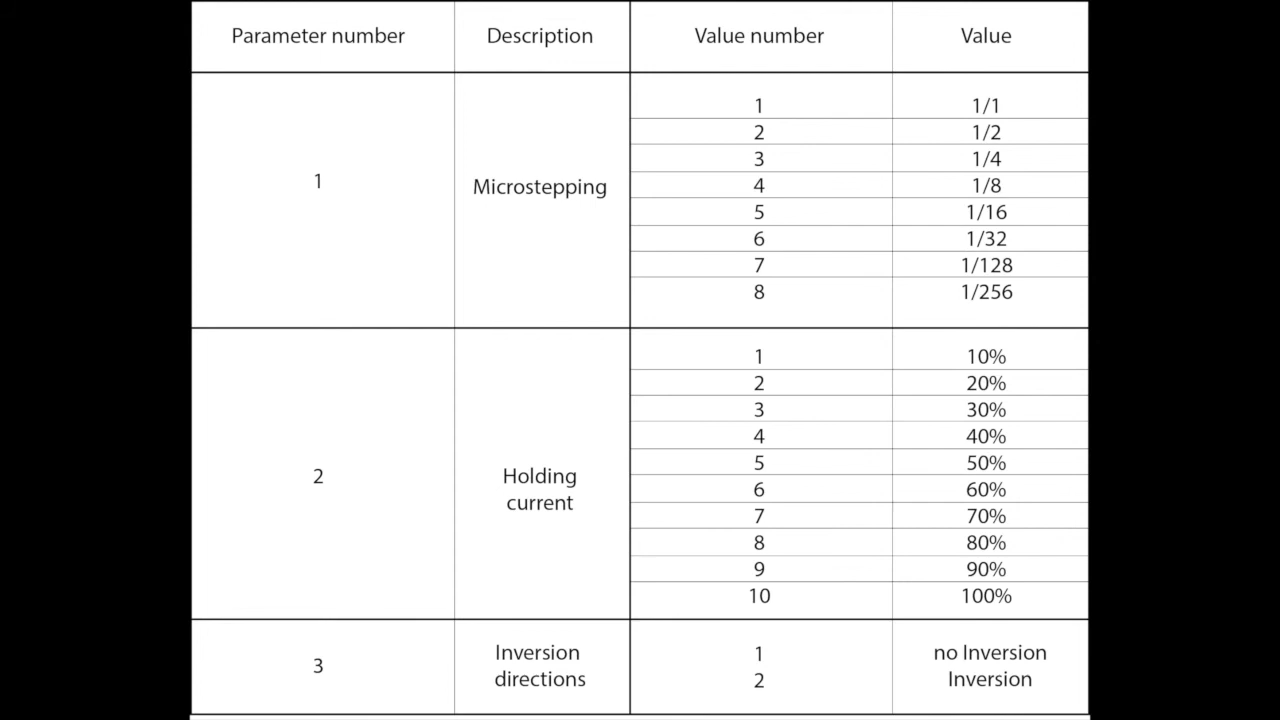 Parameter number Description Value number Value
1 Microstepping
1 1/1
2 1/2
3 1/4
4 1/8
5 1/16
6 1/32
7 1/128
8 1/256
2 Holding
current
1 10%
2 20%
3 30%
4 40%
5 50%
6 60%
7 70%
8 80%
9 90%
10 100%
3 Inversion
directions
1 no Inversion
2 Inversion